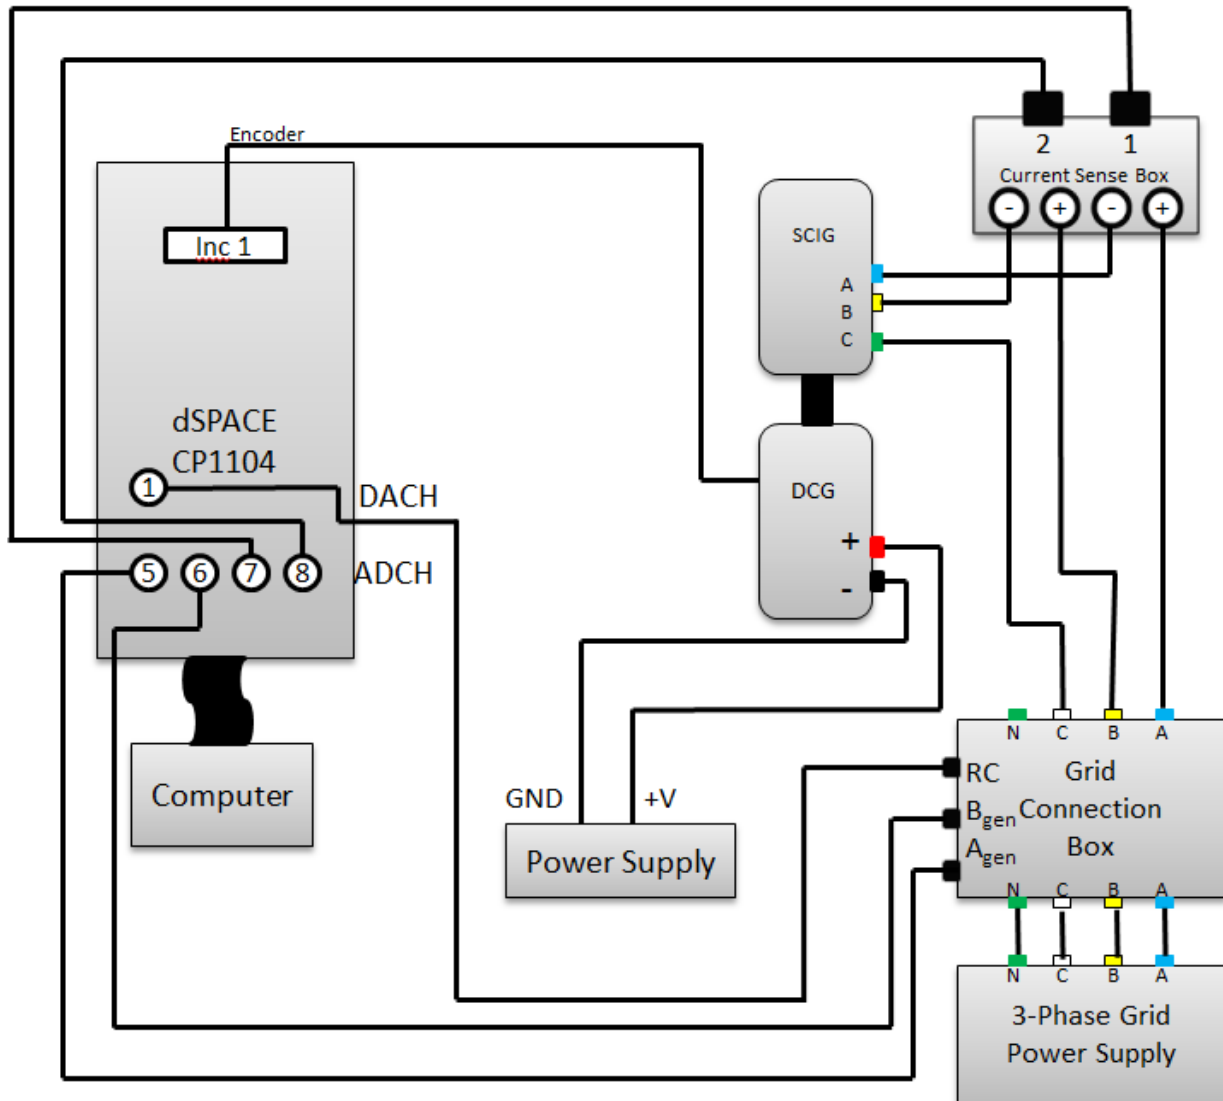 Encoder
2 1
Current Sense Box
- + - +
Inc 1
SCIG
A
B
C
dSPACE
CP1104
1
DACH
DCG
+
-
5 6 7 8
ADCH
N C B A
RC
Grid
Connection
Box
Bgen
Agen
Computer
GND
+V
Power Supply
N C B A
N C B A
3-Phase Grid
Power Supply